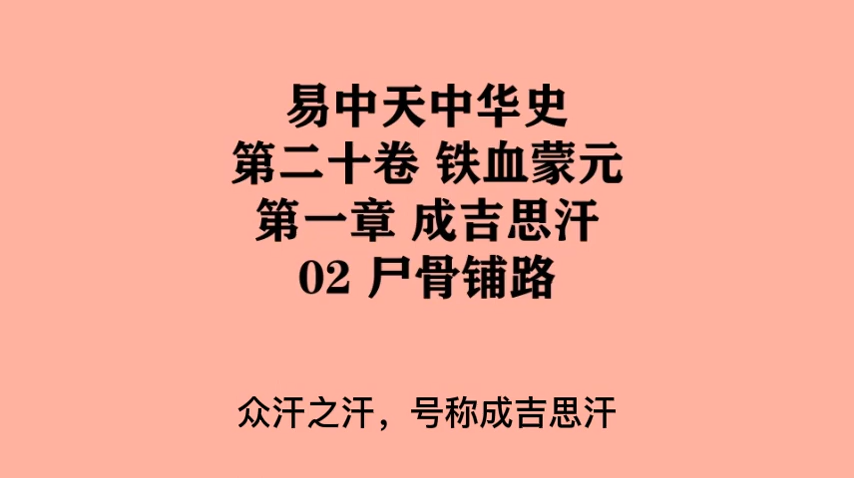 易中天中华史
第二十卷 铁血蒙元
第一章 成吉思汗
02 尸骨铺路
众汗之汗，号称成吉思汗